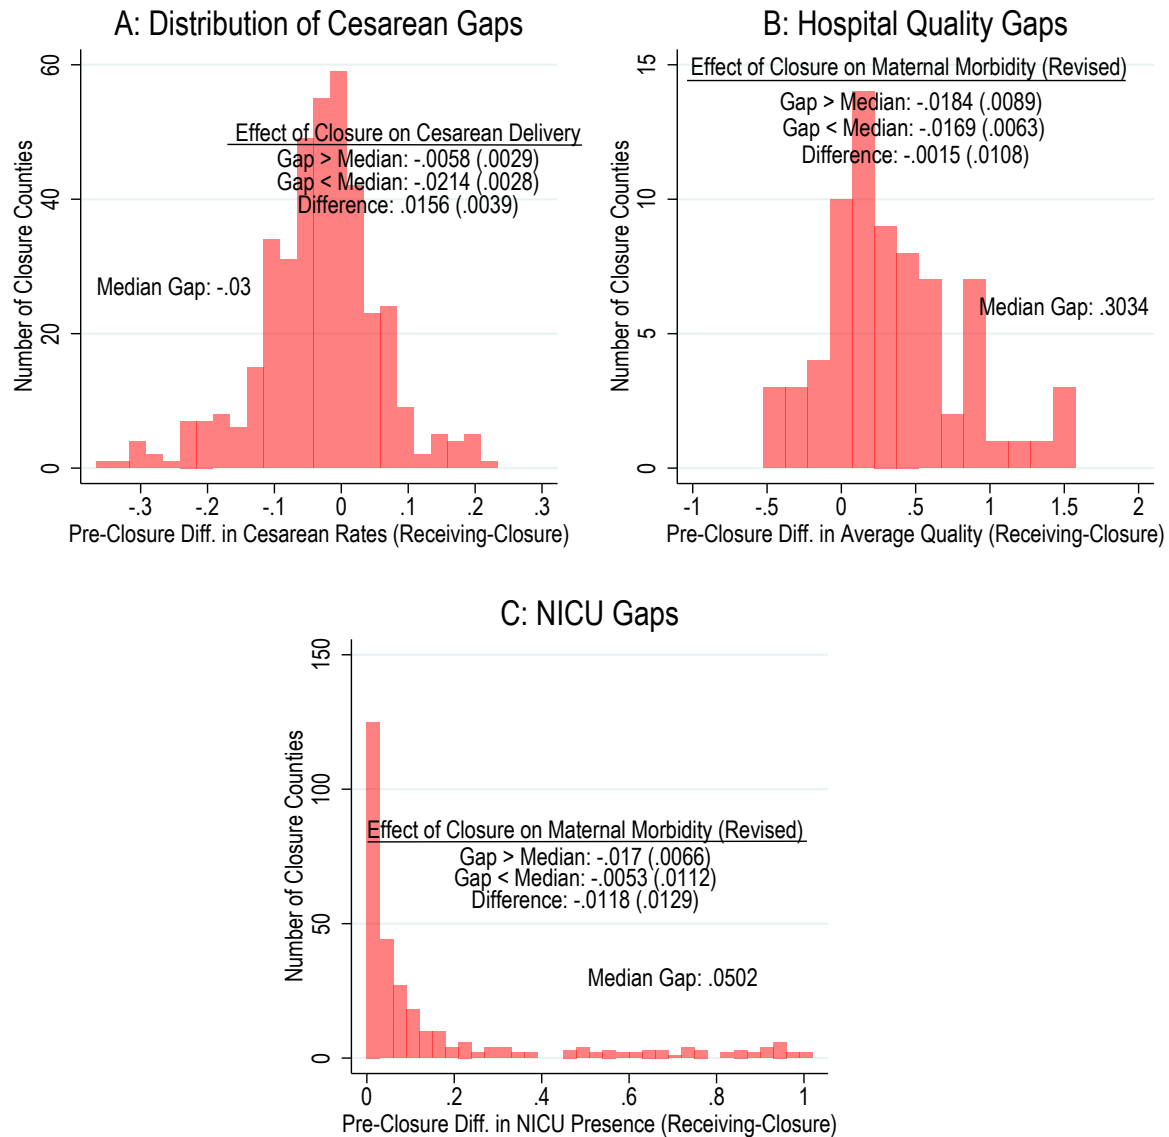 A: Distribution of Cesarean Gaps
Number of Closure Counties
60
40
20
0
Effect of Closure on Cesarean Delivery
Gap > Median: -.0058 (.0029)
Gap < Median: -.0214 (.0028)
Difference: .0156 (.0039)
Median Gap: -.03
-.3 -.2 -.1 0 .1 .2 .3
Pre-Closure Diff. in Cesarean Rates (Receiving-Closure)
B: Hospital Quality Gaps
Number of Closure Counties
15
10
5
0
Effect of Closure on Maternal Morbidity (Revised)
Gap > Median: -.0184 (.0089)
Gap < Median: -.0169 (.0063)
Difference: -.0015 (.0108)
Median Gap: .3034
-1 -.5 0 .5 1 1.5 2
Pre-Closure Diff. in Average Quality (Receiving-Closure)
C: NICU Gaps
Number of Closure Counties
150
100
50
0
Effect of Closure on Maternal Morbidity (Revised)
Gap > Median: -.017 (.0066)
Gap < Median: -.0053 (.0112)
Difference: -.0118 (.0129)
Median Gap: .0502
0 .2 .4 .6 .8 1
Pre-Closure Diff. in NICU Presence (Receiving-Closure)